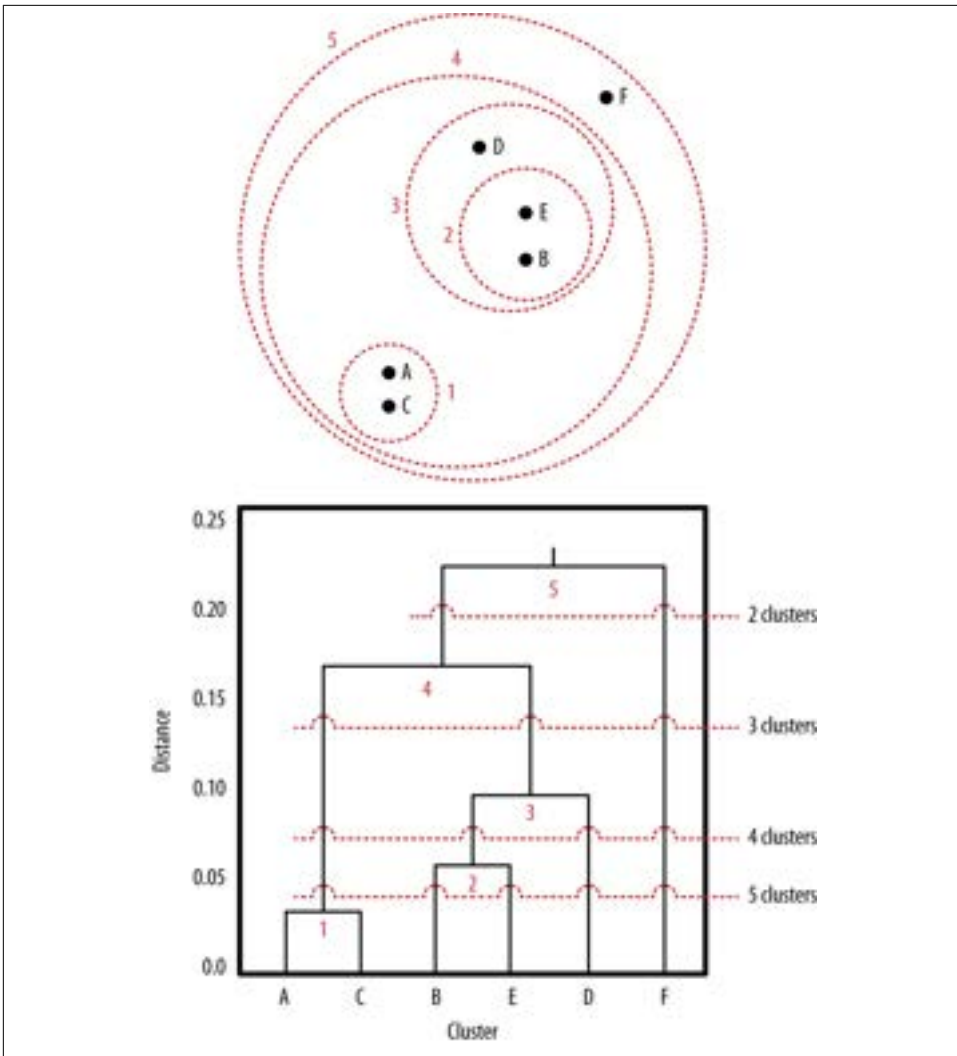 5
4
F
D
3
E
2
B
A
1
C
0.25
5
0.20
2 clusters
4
0.15
3 clusters
Distance
0.10
3
4 clusters
0.05
2
5 clusters
1
0.0
A C B E D F
Cluster